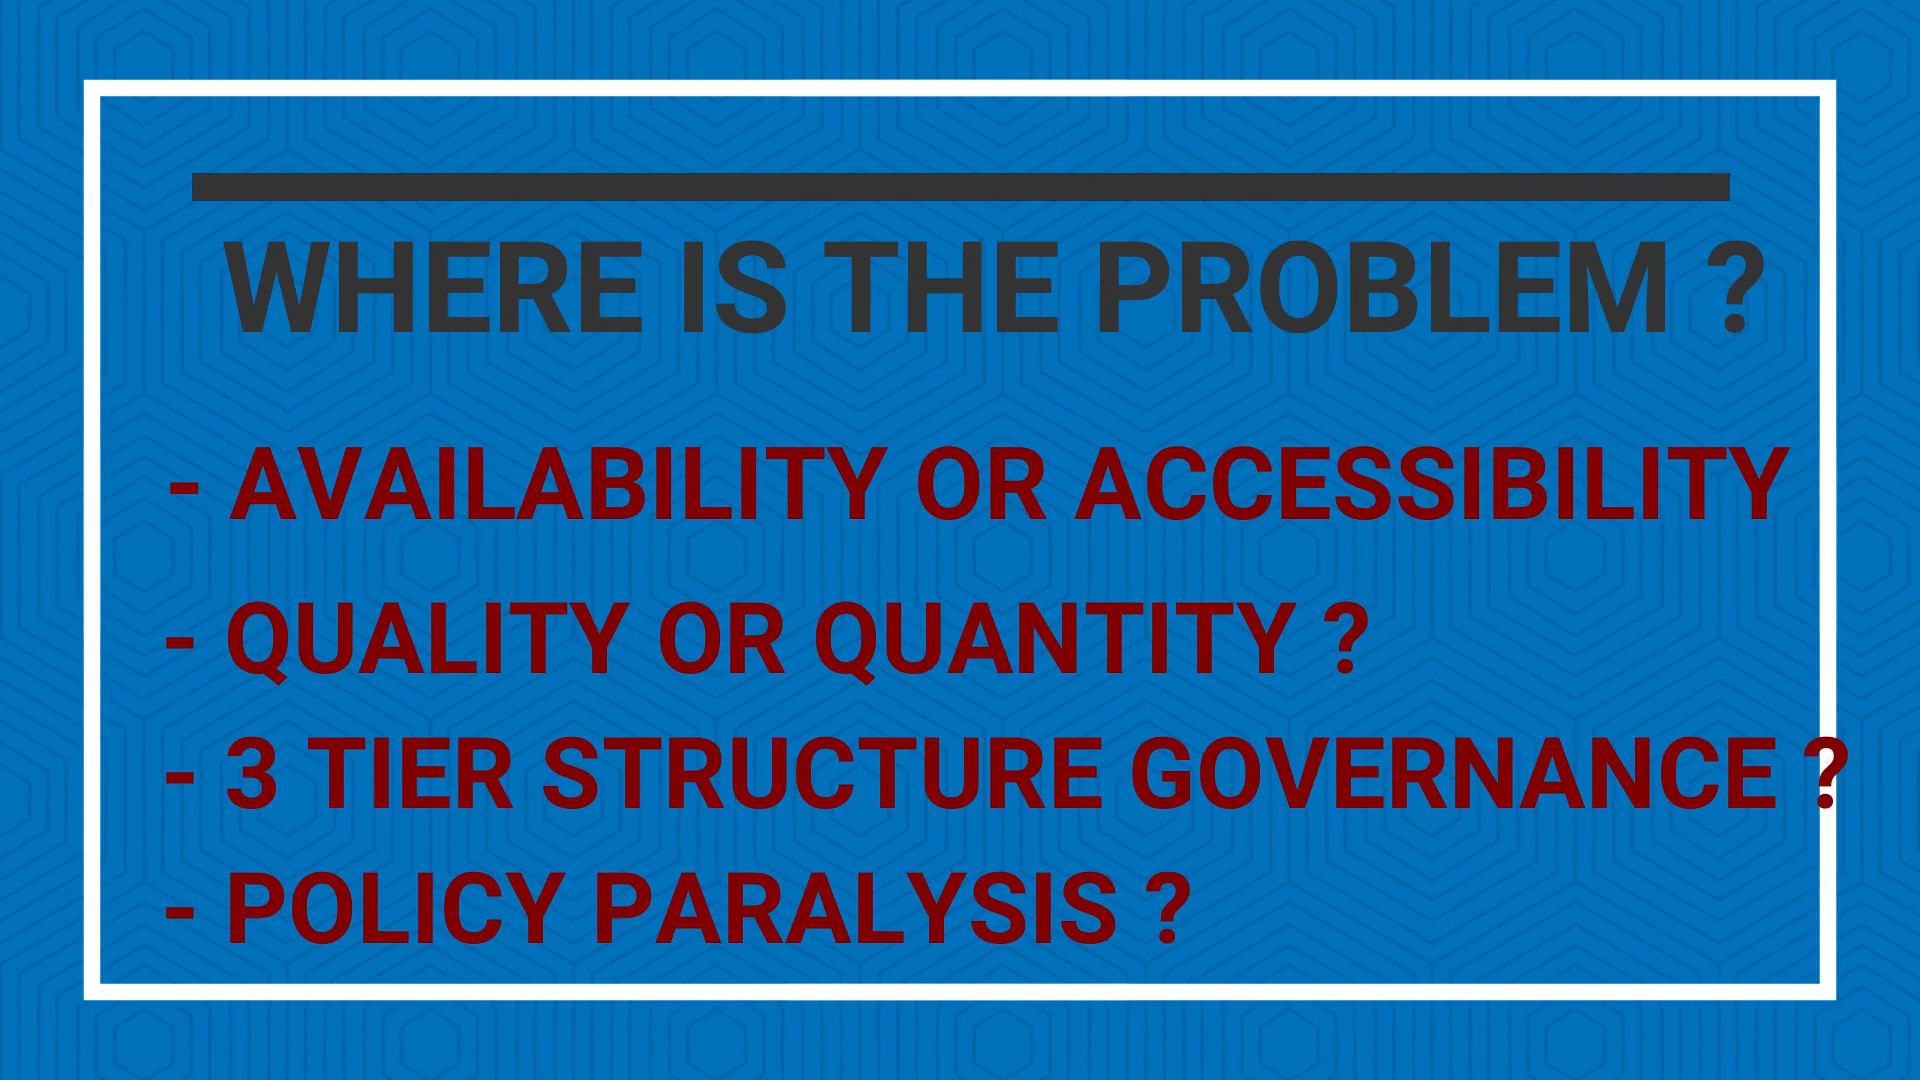 WHERE IS THE PROBLEM ?
- AVAILABILITY OR ACCESSIBILITY
- QUALITY OR QUANTITY ?
- 3 TIER STRUCTURE GOVERNANCE ?
- POLICY PARALYSIS ?